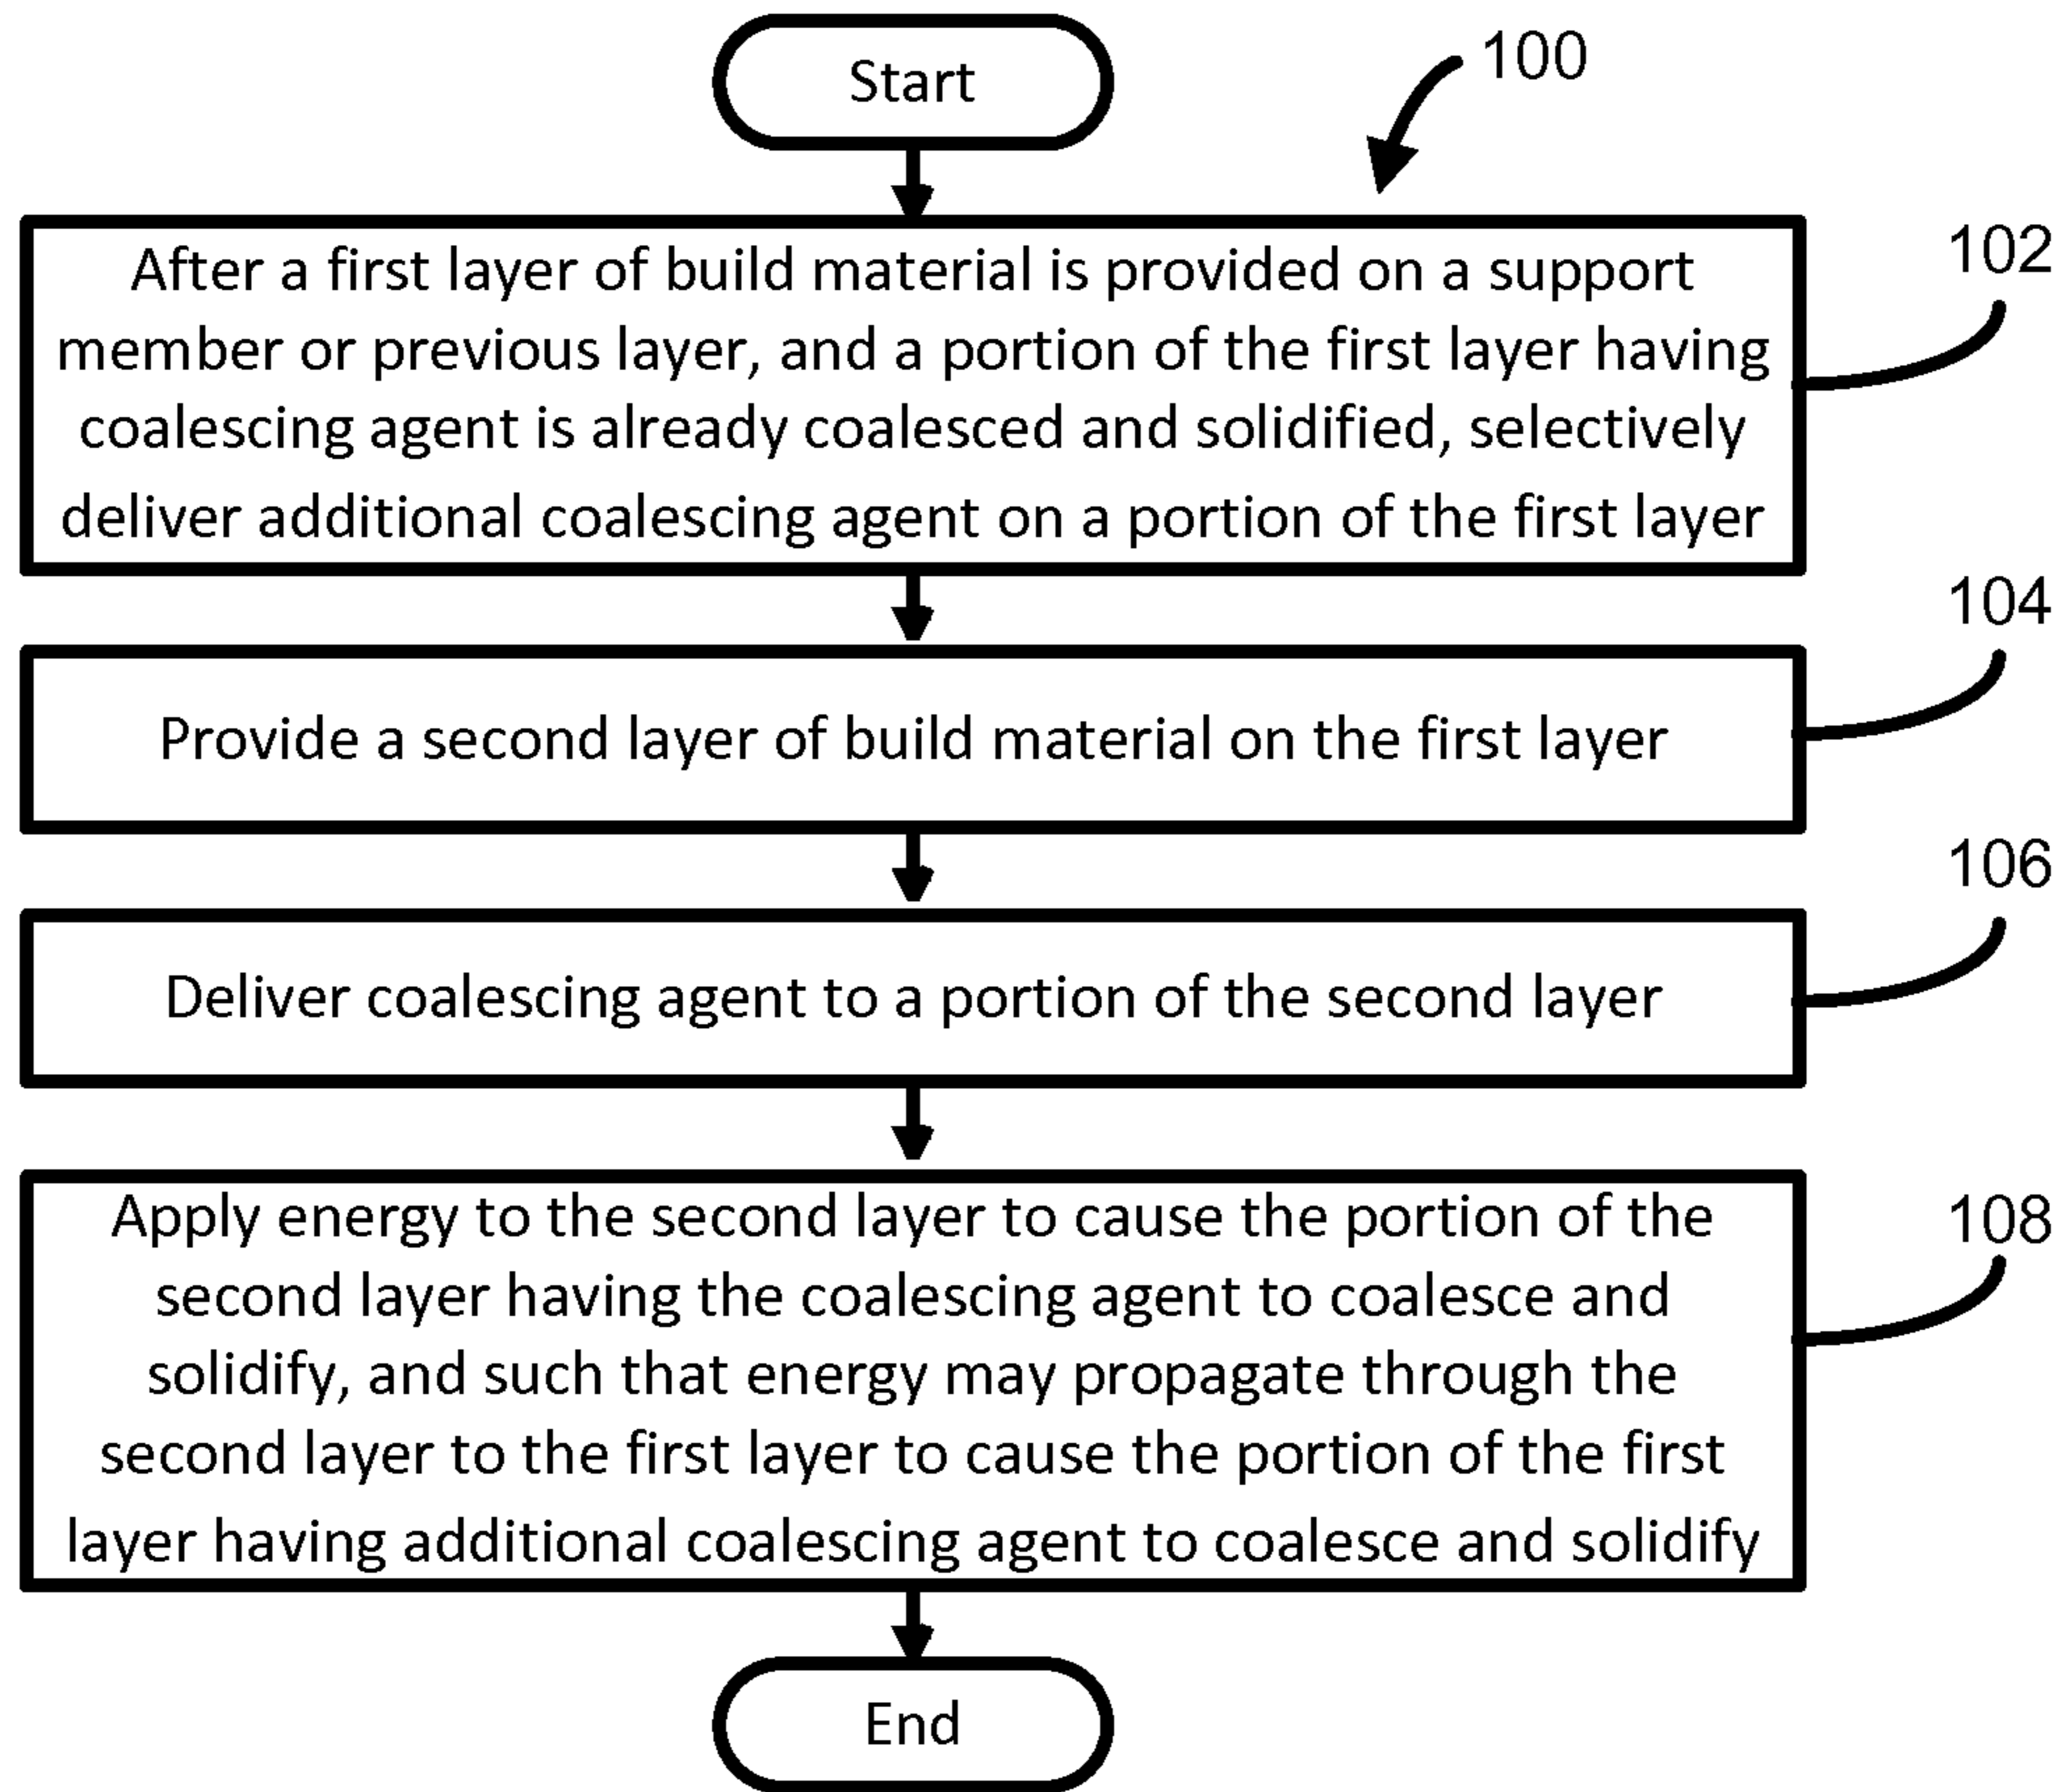 Start
100
After a first layer of build material is provided on a support
member or previous layer, and a portion of the first layer having
coalescing agent is already coalesced and solidified, selectively
deliver additional coalescing agent on a portion of the first layer
102
Provide a second layer of build material on the first layer
104
Deliver coalescing agent to a portion of the second layer
106
Apply energy to the second layer to cause the portion of the
second layer having the coalescing agent to coalesce and
solidify, and such that energy may propagate through the
second layer to the first layer to cause the portion of the first
layer having additional coalescing agent to coalesce and solidify
108
End